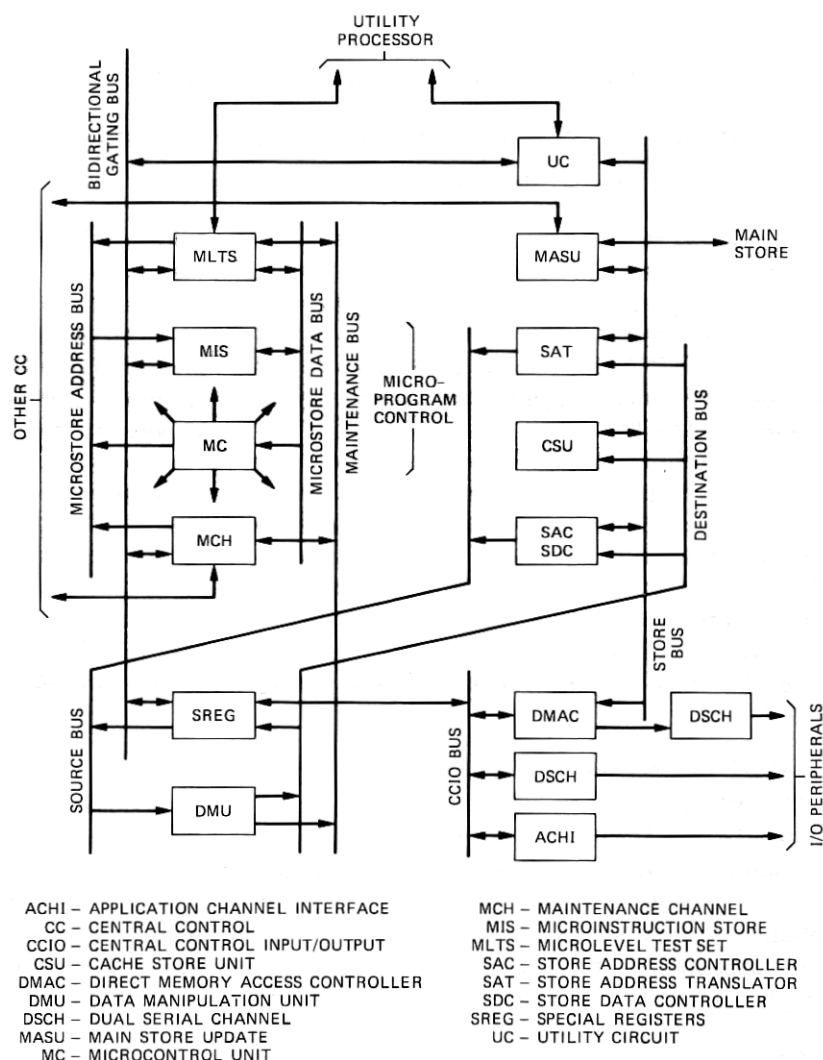 UTILITY
PROCESSOR
BIDIRECTIONAL
GATING BUS
UC
OTHER CC
MLTS
MASU
MAIN
STORE
MICROSTORE ADDRESS BUS
MIS
MICROSTORE DATA BUS
MAINTENANCE BUS
MICRO-
PROGRAM
CONTROL
SAT
MC
CSU
DESTINATION BUS
MCH
SAC
SDC
STORE
BUS
SOURCE BUS
SREG
CCIO BUS
DMAC
DSCH
I/O PERIPHERALS
DMU
DSCH
ACHI
ACHI – APPLICATION CHANNEL INTERFACE
CC – CENTRAL CONTROL
CCIO – CENTRAL CONTROL INPUT/OUTPUT
CSU – CACHE STORE UNIT
DMAC – DIRECT MEMORY ACCESS CONTROLLER
DMU – DATA MANIPULATION UNIT
DSCH – DUAL SERIAL CHANNEL
MASU – MAIN STORE UPDATE
MC – MICROCONTROL UNIT
MCH – MAINTENANCE CHANNEL
MIS – MICROINSTRUCTION STORE
MLTS – MICROLEVEL TEST SET
SAC – STORE ADDRESS CONTROLLER
SAT – STORE ADDRESS TRANSLATOR
SDC – STORE DATA CONTROLLER
SREG – SPECIAL REGISTERS
UC – UTILITY CIRCUIT